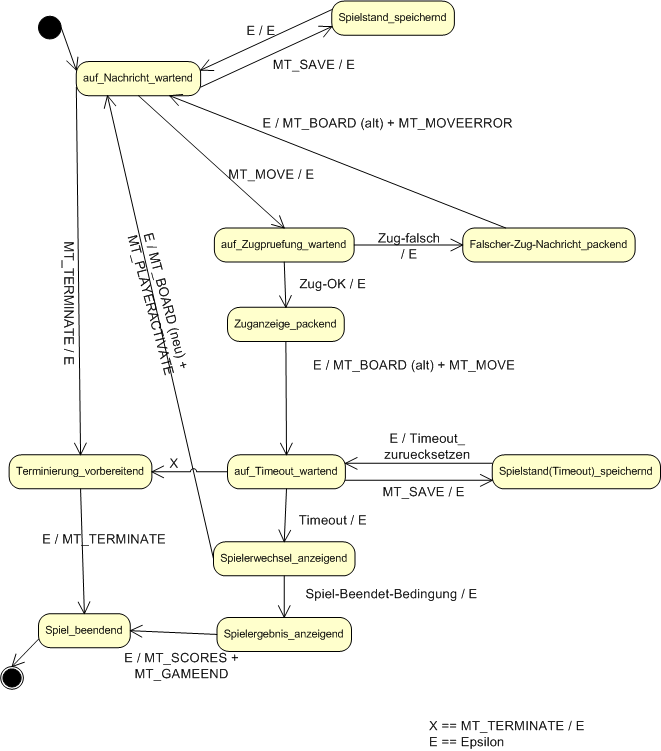 Spielstand_speichernd
E / E
MT_SAVE / E
auf_Nachricht_wartend
E / MT_BOARD (alt) + MT_MOVEERROR
MT_MOVE / E
auf_Zugpruefung_wartend
Zug-falsch
/ E
Falscher-Zug-Nachricht_packend
MT_TERMINATE / E
E / MT_BOARD (neu) +
MT_PLAYERACTIVATE
Zug-OK / E
Zuganzeige_packend
E / MT_BOARD (alt) + MT_MOVE
Terminierung_vorbereitend
X
auf_Timeout_wartend
E / Timeout_
zuruecksetzen
MT_SAVE / E
Spielstand(Timeout)_speichernd
Timeout / E
E / MT_TERMINATE
Spielerwechsel_anzeigend
Spiel-Beendet-Bedingung / E
Spiel_beendend
Spielergebnis_anzeigend
E / MT_SCORES +
MT_GAMEEND
X == MT_TERMINATE / E
E == Epsilon